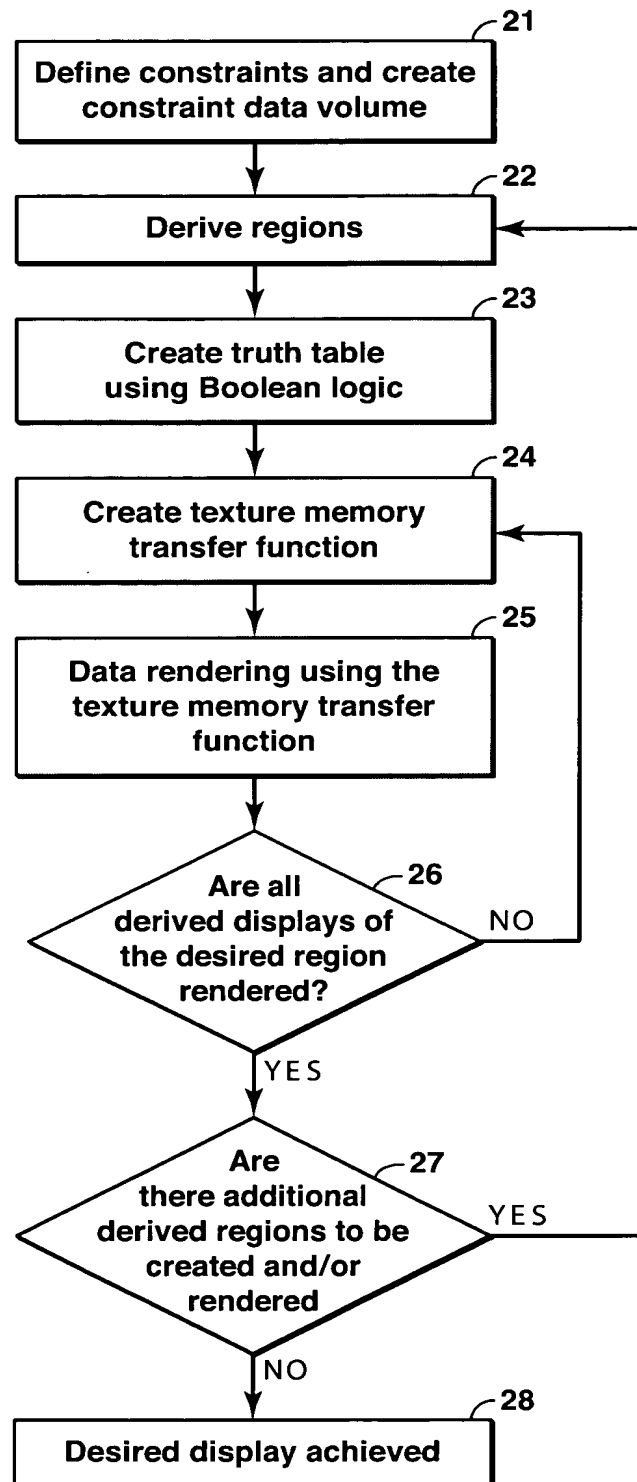 21
Define constraints and create
constraint data volume
22
Derive regions
23
Create truth table
using Boolean logic
24
Create texture memory
transfer function
25
Data rendering using the
texture memory transfer
function
26
Are all
derived displays of
the desired region
rendered?
NO
YES
27
Are
there additional
derived regions to be
created and/or
rendered
YES
NO
28
Desired display achieved